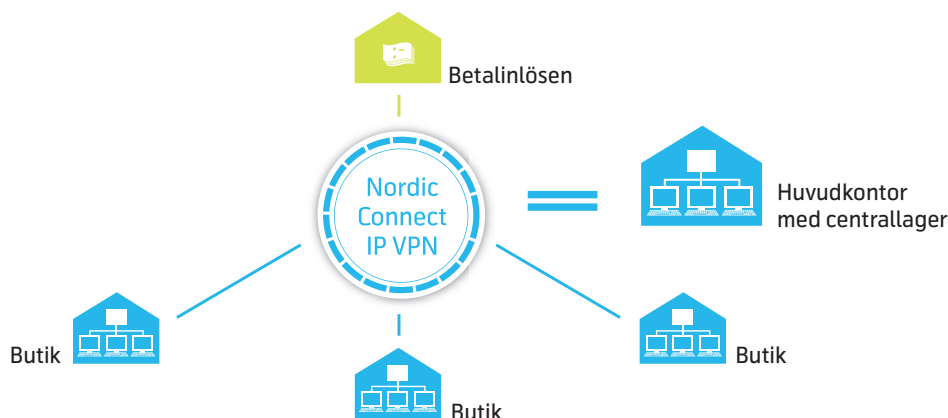 Betalinlösen
Nordic
Connect
IP VPN
Huvudkontor
med centrallager
Butik
Butik
Butik